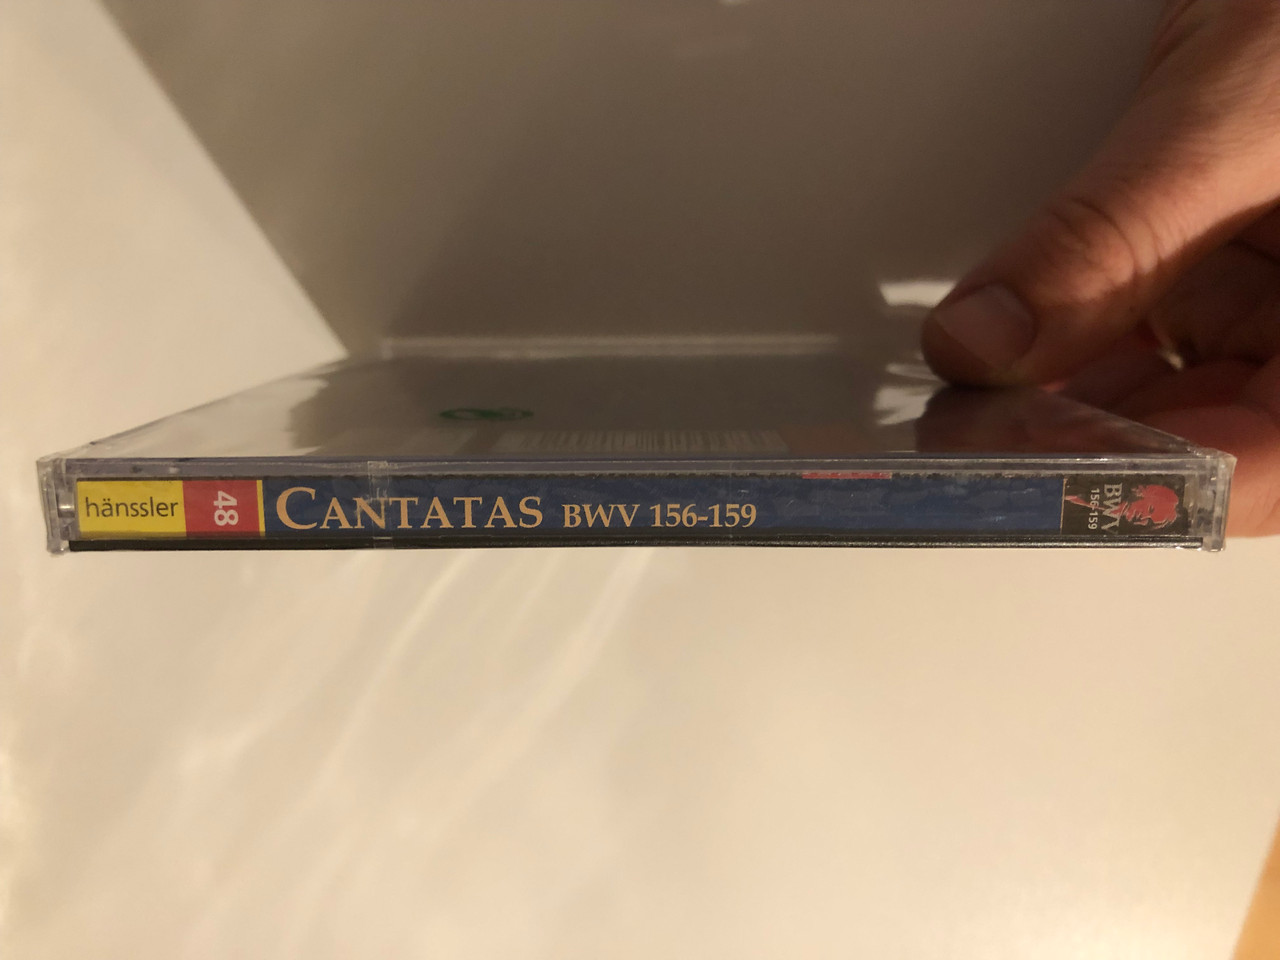 hänssler
48
CANTATAS BWV 156-159
BWV
156-159